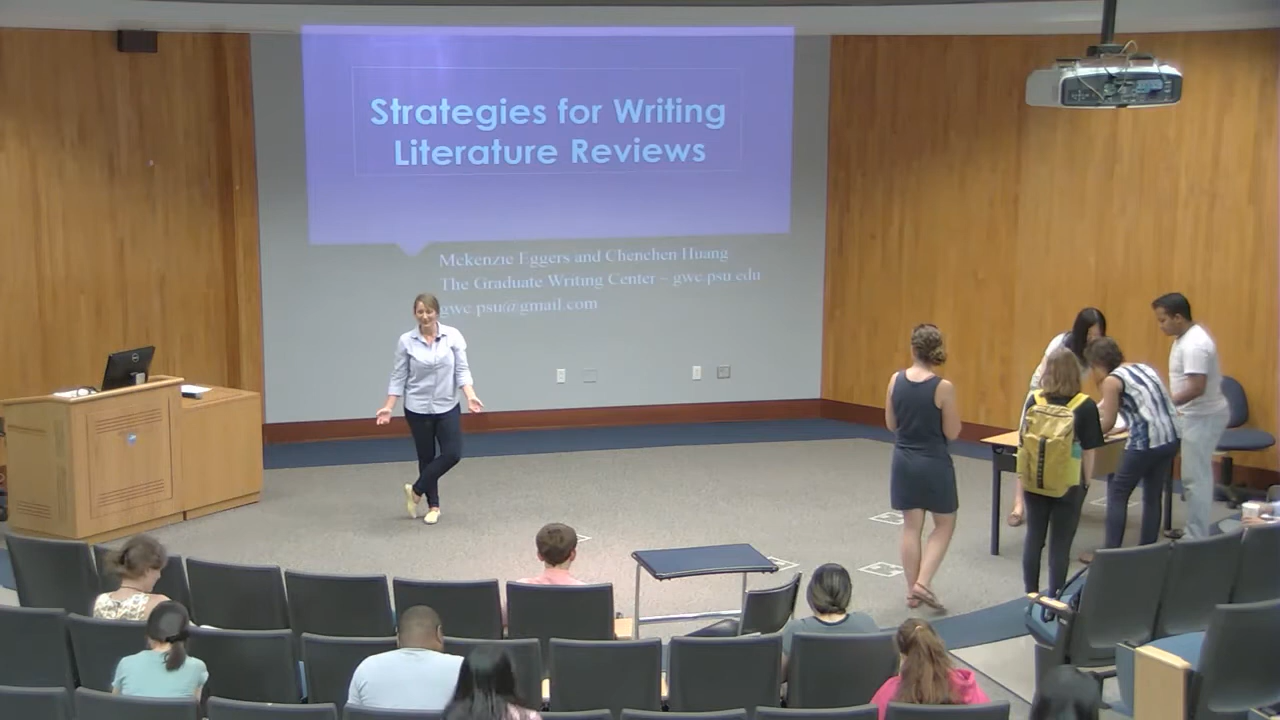 Strategies for Writing
Literature Reviews
Mckenzie Eggers and Chenchen Huang
The Graduate Writing Center – gwc.psu.edu
gwc.psu@gmail.com